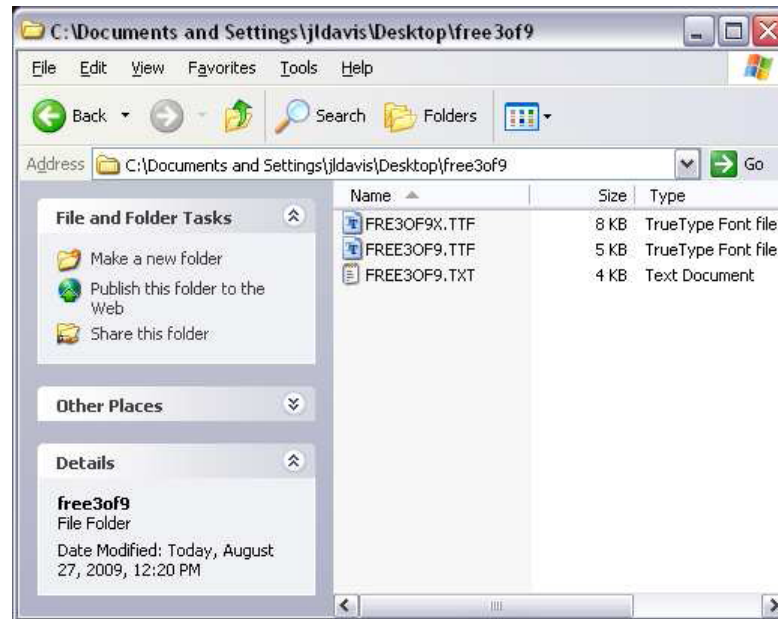 C:\Documents and Settings\jldavis\Desktop\free3of9
File Edit View Favorites Tools Help
Back Search Folders
Address C:\Documents and Settings\jldavis\Desktop\free3of9 Go
Name Size Type
File and Folder Tasks
Make a new folder
Publish this folder to the
Web
Share this folder
Other Places
Details
free3of9
File Folder
Date Modified: Today, August
27, 2009, 12:20 PM
FRE3OF9X.TTF 8 KB TrueType Font file
FREE3OF9.TTF 5 KB TrueType Font file
FREE3OF9.TXT 4 KB Text Document